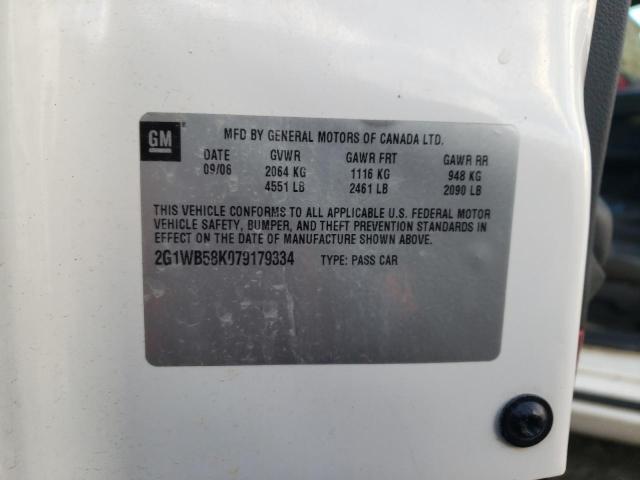 GM
MFD BY GENERAL MOTORS OF CANADA LTD.
DATE GVWR GAWR FRT GAWR RR
09/06 2064 KG 1116 KG 948 KG
4551 LB 2461 LB 2090 LB
THIS VEHICLE CONFORMS TO ALL APPLICABLE U.S. FEDERAL MOTOR
VEHICLE SAFETY, BUMPER, AND THEFT PREVENTION STANDARDS IN
EFFECT ON THE DATE OF MANUFACTURE SHOWN ABOVE.
2G1WB58K079179334 TYPE: PASS CAR